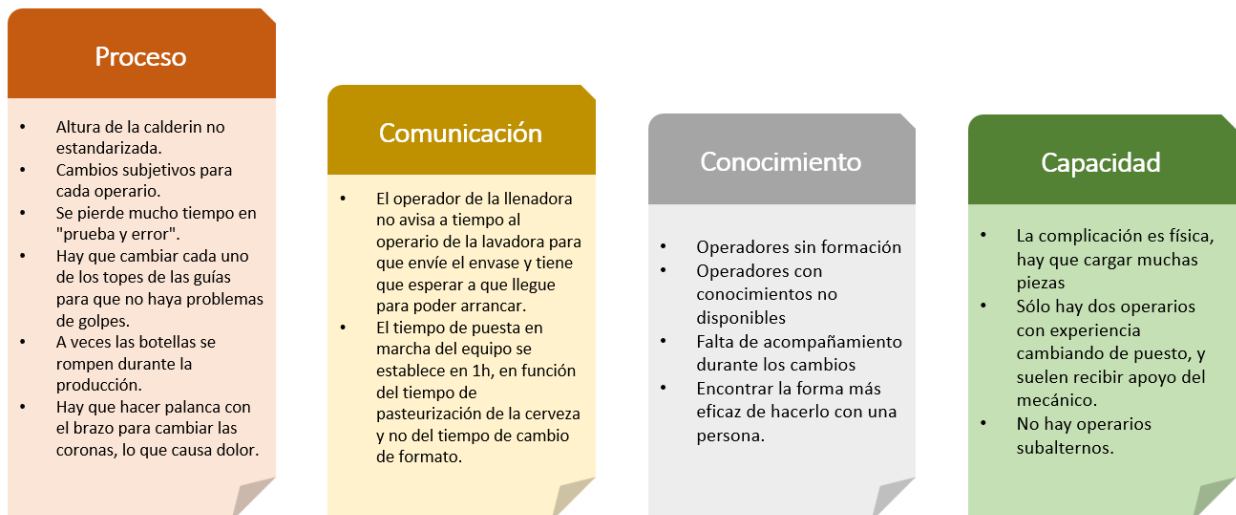 Proceso
• Altura de la calderin no
estandarizada.
• Cambios subjetivos para
cada operario.
• Se pierde mucho tiempo en
"prueba y error".
• Hay que cambiar cada uno
de los topes de las guías
para que no haya problemas
de golpes.
• A veces las botellas se
rompen durante la
producción.
• Hay que hacer palanca con
el brazo para cambiar las
coronas, lo que causa dolor.
Comunicación
• El operador de la llenadora
no avisa a tiempo al
operario de la lavadora para
que envíe el envase y tiene
que esperar a que llegue
para poder arrancar.
• El tiempo de puesta en
marcha del equipo se
establece en 1h, en función
del tiempo de
pasteurización de la cerveza
y no del tiempo de cambio
de formato.
Conocimiento
• Operadores sin formación
• Operadores con
conocimientos no
disponibles
• Falta de acompañamiento
durante los cambios
• Encontrar la forma más
eficaz de hacerlo con una
persona.
Capacidad
• La complicación es física,
hay que cargar muchas
piezas
• Sólo hay dos operarios
con experiencia
cambiando de puesto, y
suelen recibir apoyo del
mecánico.
• No hay operarios
subalternos.